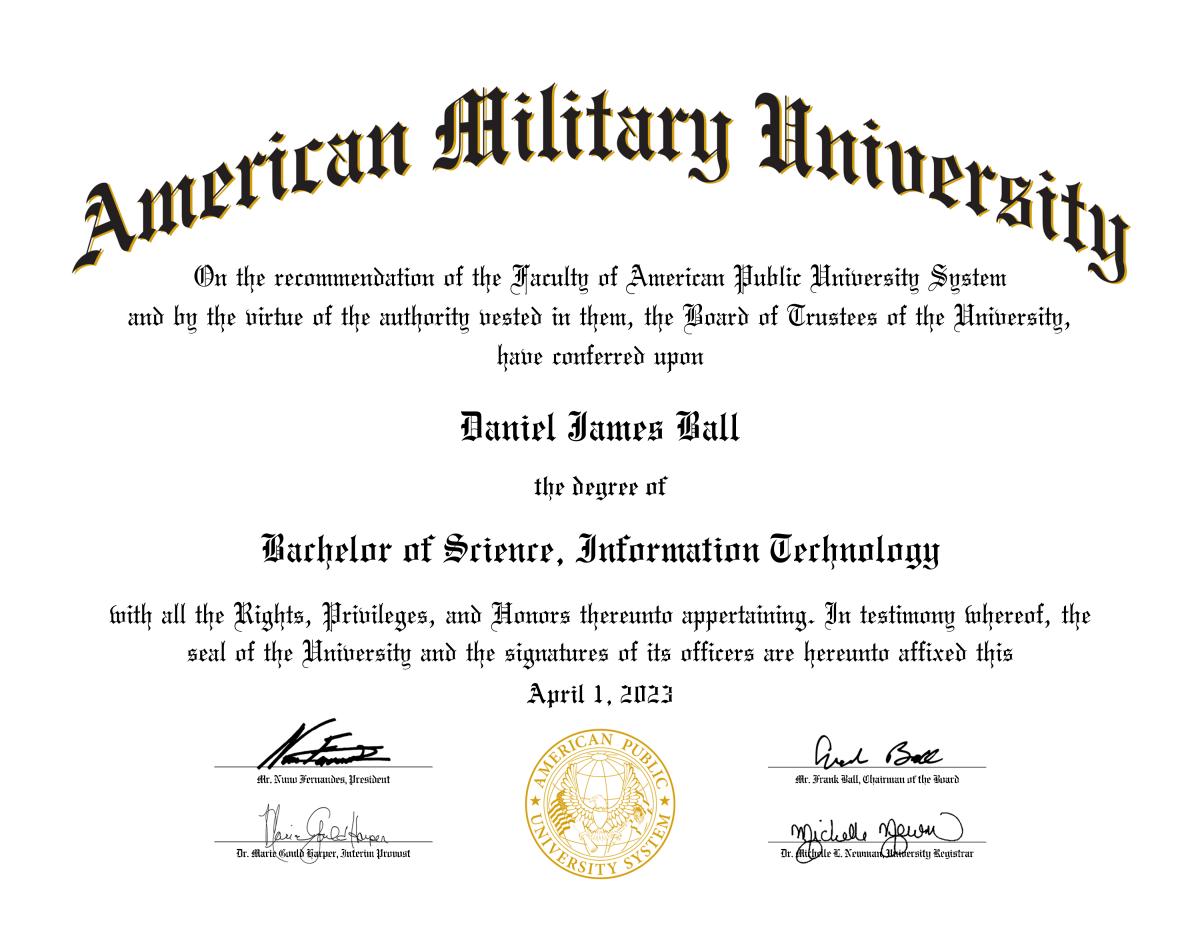 American Military University
On the recommendation of the Faculty of American Public University System
and by the virtue of the authority vested in them, the Board of Trustees of the University,
have conferred upon
Daniel James Ball
the degree of
Bachelor of Science, Information Technology
with all the Rights, Privileges, and Honors thereunto appertaining. In testimony whereof, the
seal of the University and the signatures of its officers are hereunto affixed this
April 1, 2023
Mr. Nuno Fernandes, President
Mr. Frank Ball, Chairman of the Board
Marie Gould Harper
Michelle Newman
Dr. Marie Gould Harper, Interim Provost
Dr. Michelle L. Newman, University Registrar
AMERICAN PUBLIC
UNIVERSITY SYSTEM